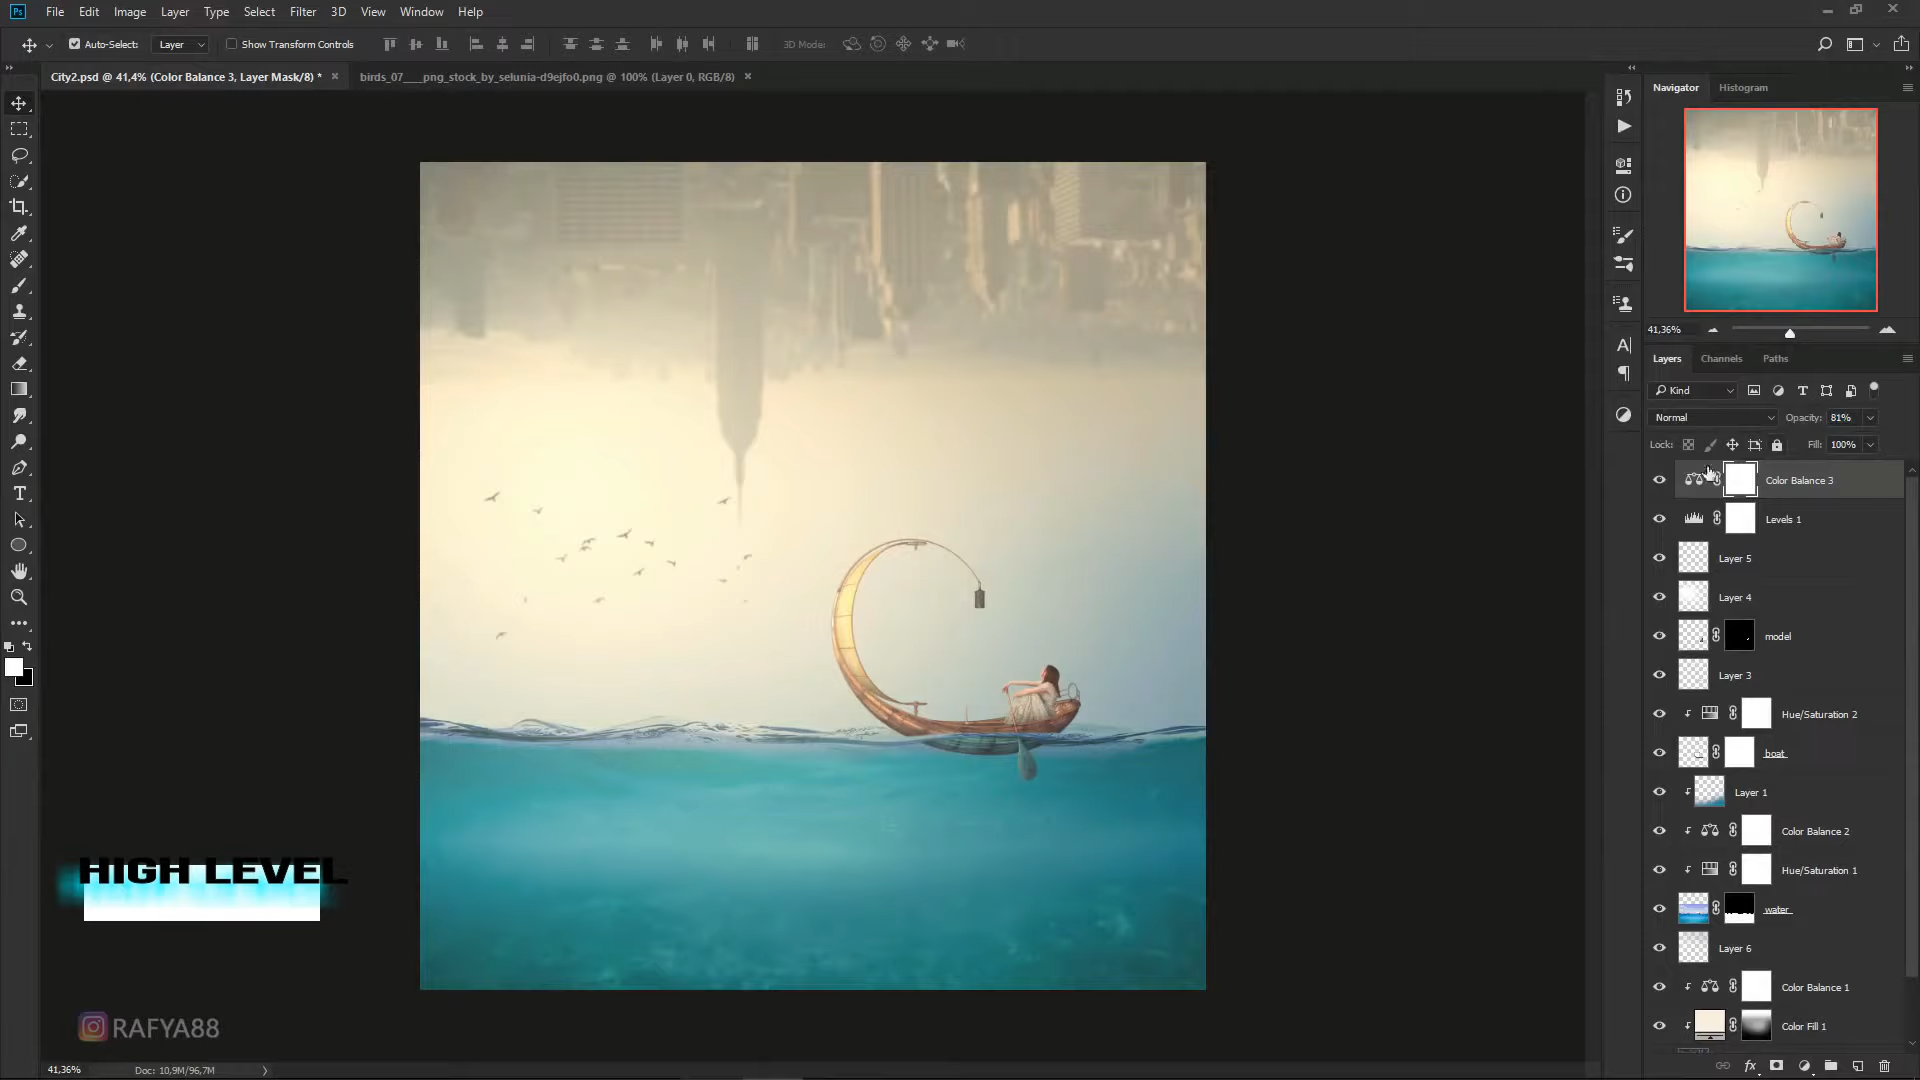 Ps File Edit Image Layer Type Select Filter 3D View Window Help
Auto-Select: Layer Show Transform Controls 3D Mode:
City2.psd @ 41,4% (Color Balance 3, Layer Mask/8) * × birds_07___png_stock_by_selunia-d9ejfo0.png @ 100% (Layer 0, RGB/8) ×
Navigator Histogram
41,36%
Layers Channels Paths
Kind
Normal Opacity: 81%
Lock: Fill: 100%
Color Balance 3
Levels 1
Layer 5
Layer 4
model
Layer 3
Hue/Saturation 2
boat
Layer 1
Color Balance 2
Hue/Saturation 1
water
Layer 6
Color Balance 1
Color Fill 1
HIGH LEVEL
RAFYA88
41,36% Doc: 10,9M/96,7M